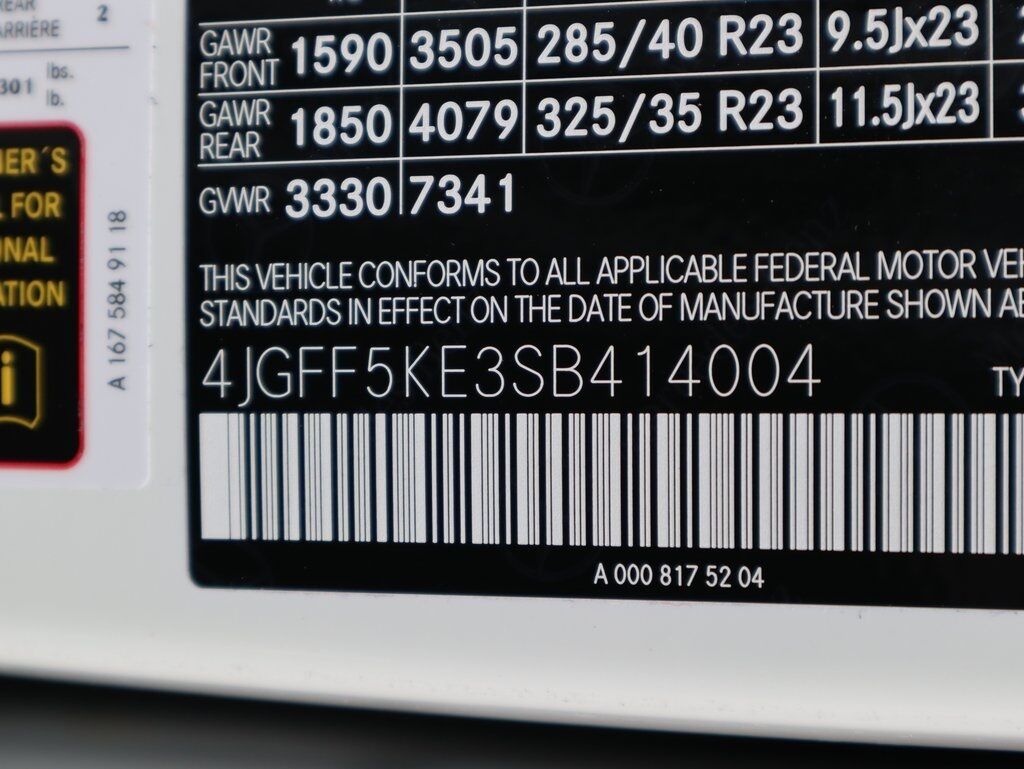 ARRIÈRE 2
301 lbs.
lb.
NER´S
L FOR
NAL
ATION
i
A 167 584 91 18
GAWR FRONT 1590 3505 285/40 R23 9.5Jx23
GAWR REAR 1850 4079 325/35 R23 11.5Jx23
GVWR 3330 7341
THIS VEHICLE CONFORMS TO ALL APPLICABLE FEDERAL MOTOR VEH
STANDARDS IN EFFECT ON THE DATE OF MANUFACTURE SHOWN AB
4JGFF5KE3SB414004 TY
A 000 817 52 04